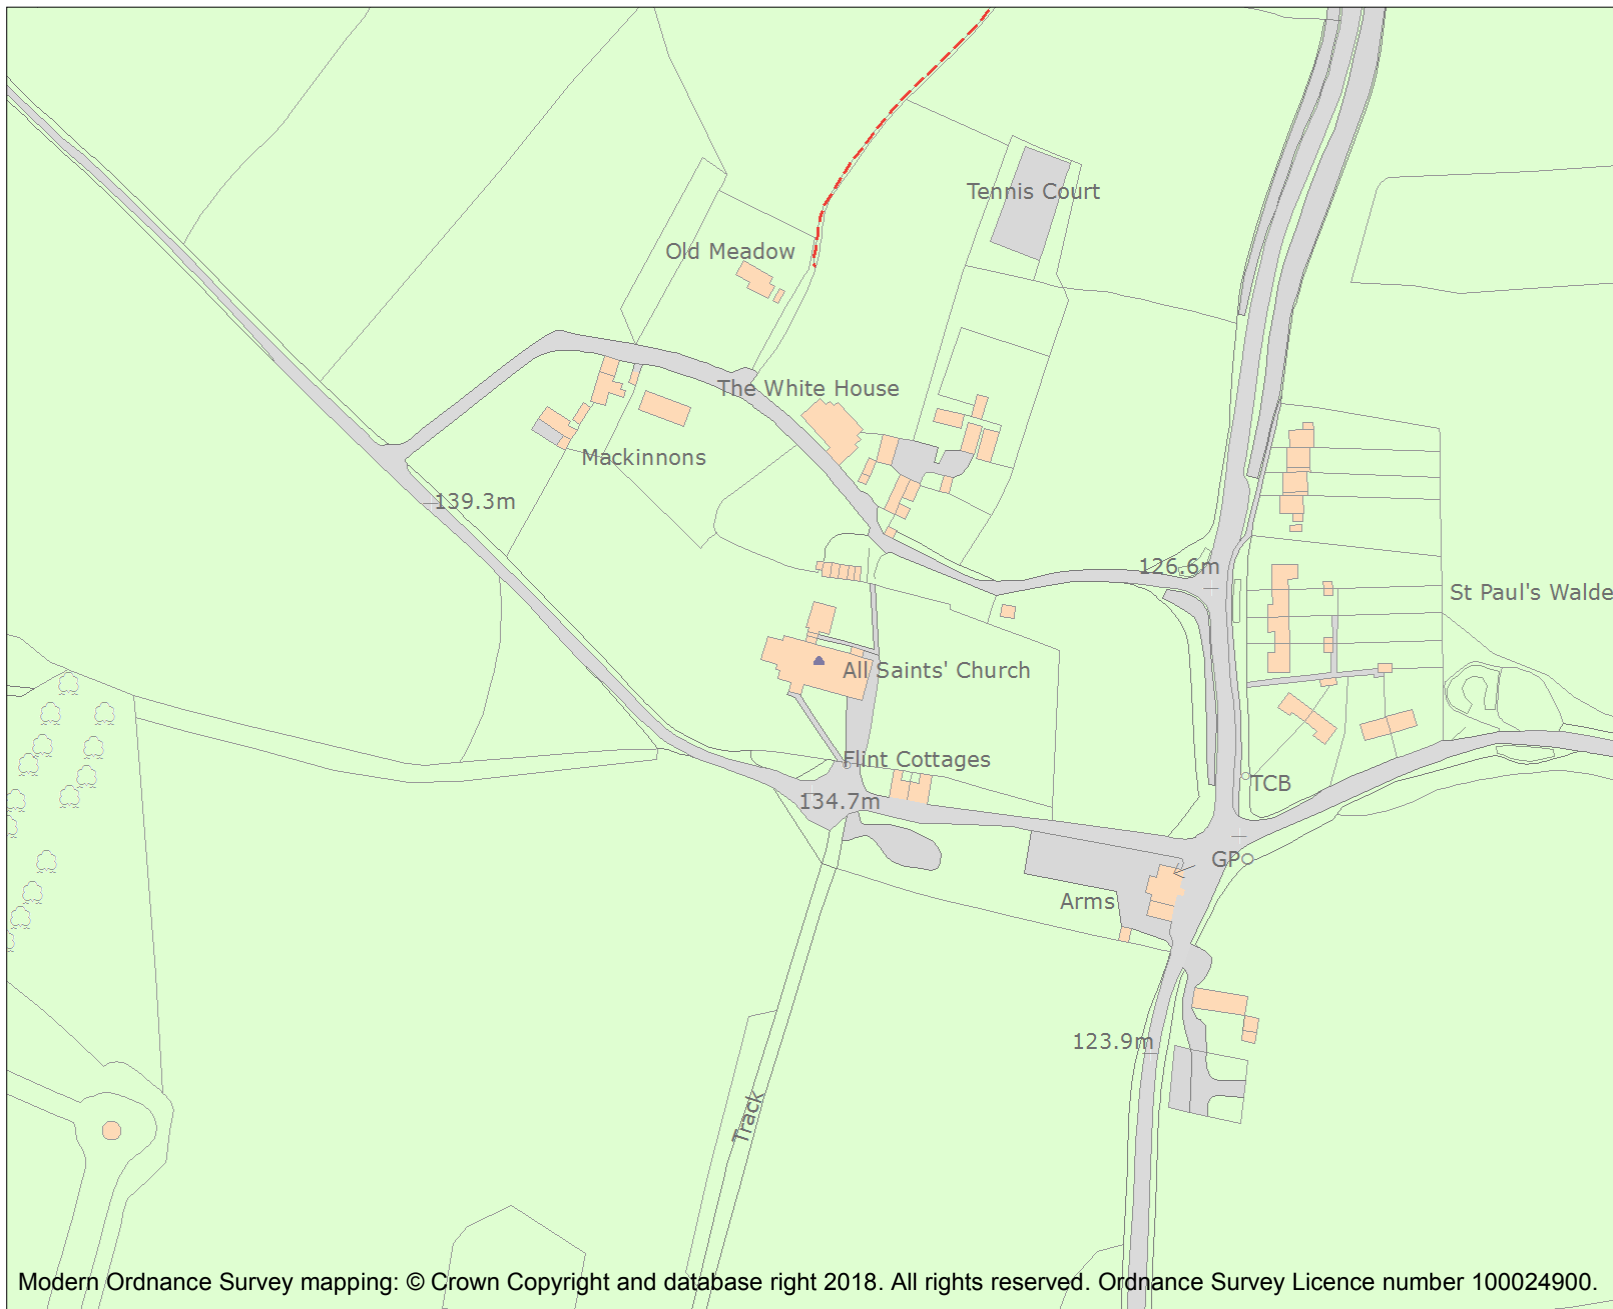 Tennis Court
Old Meadow
The White House
Mackinnons
139.3m
126.6m
St Paul's Walde
All Saints' Church
Flint Cottages
TCB
134.7m
GP
Arms
123.9m
Track
Modern Ordnance Survey mapping: © Crown Copyright and database right 2018. All rights reserved. Ordnance Survey Licence number 100024900.